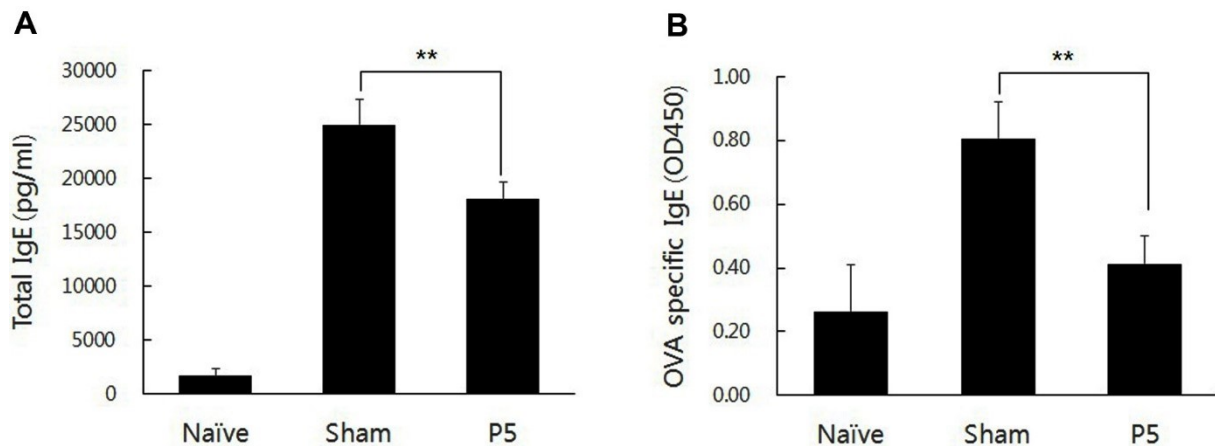 A
Total IgE (pg/ml)
30000
25000
20000
15000
10000
5000
0
**
Naïve Sham P5
B
OVA specific IgE (OD450)
1.00
0.80
0.60
0.40
0.20
0.00
**
Naïve Sham P5